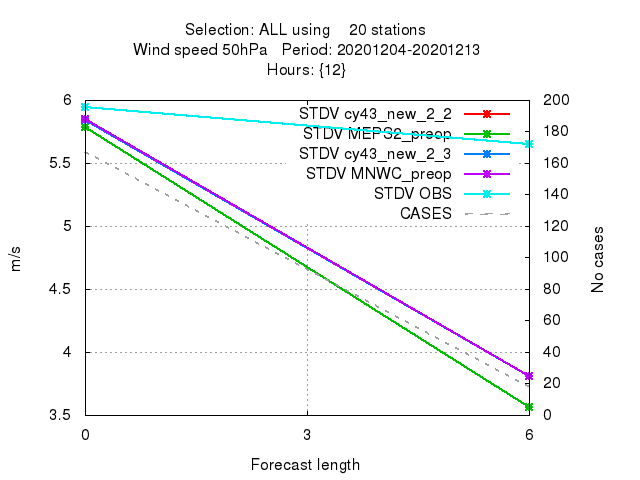 Selection: ALL using 20 stations
Wind speed 50hPa Period: 20201204-20201213
Hours: {12}
6 200
STDV cy43_new_2_2
180
STDV MEPS2_preop
5.5 160
STDV cy43_new_2_3
STDV MNWC_preop
140
STDV OBS
CASES
5 120
m/s
No cases
100
4.5 80
60
4 40
20
3.5 0
0 3 6
Forecast length